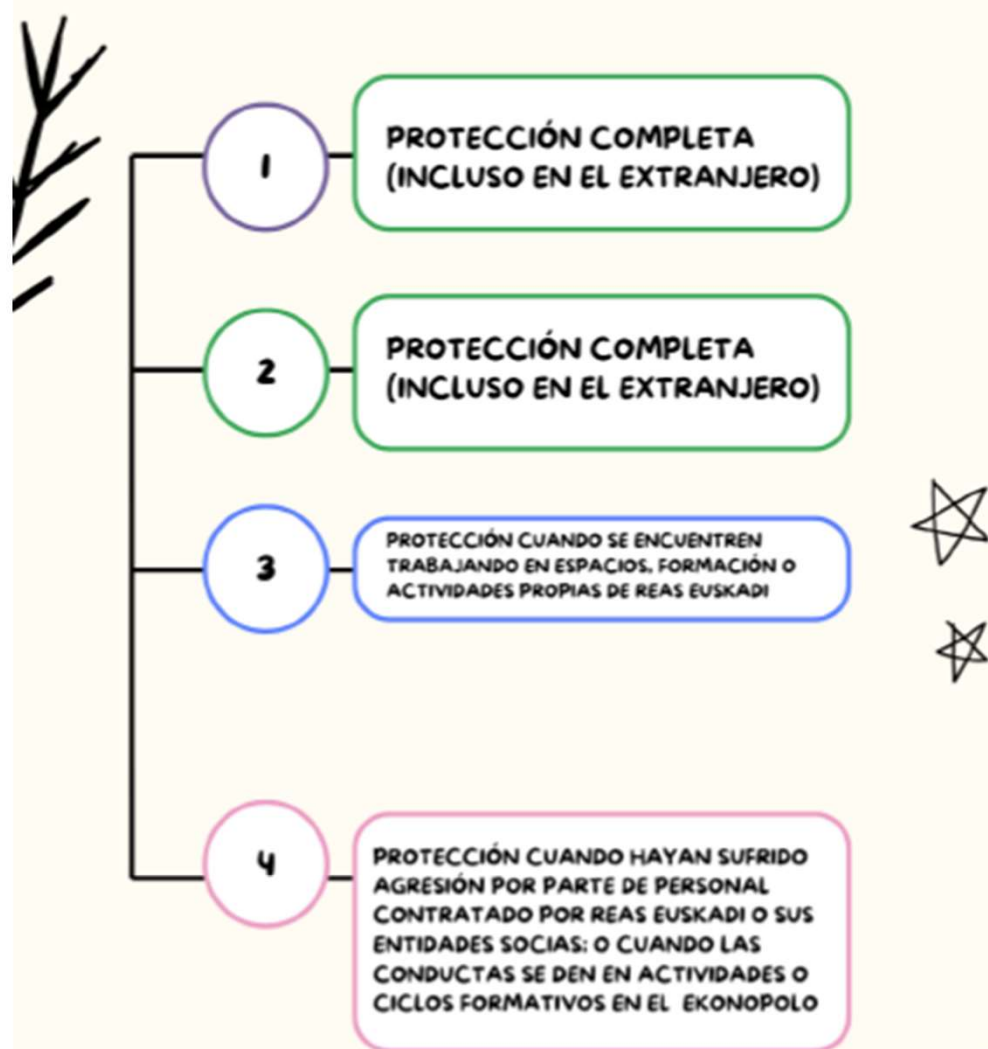 1
PROTECCIÓN COMPLETA
(INCLUSO EN EL EXTRANJERO)
2
PROTECCIÓN COMPLETA
(INCLUSO EN EL EXTRANJERO)
3
PROTECCIÓN CUANDO SE ENCUENTREN
TRABAJANDO EN ESPACIOS, FORMACIÓN O
ACTIVIDADES PROPIAS DE REAS EUSKADI
4
PROTECCIÓN CUANDO HAYAN SUFRIDO
AGRESIÓN POR PARTE DE PERSONAL
CONTRATADO POR REAS EUSKADI O SUS
ENTIDADES SOCIAS; O CUANDO LAS
CONDUCTAS SE DEN EN ACTIVIDADES O
CICLOS FORMATIVOS EN EL EKONOPOLO